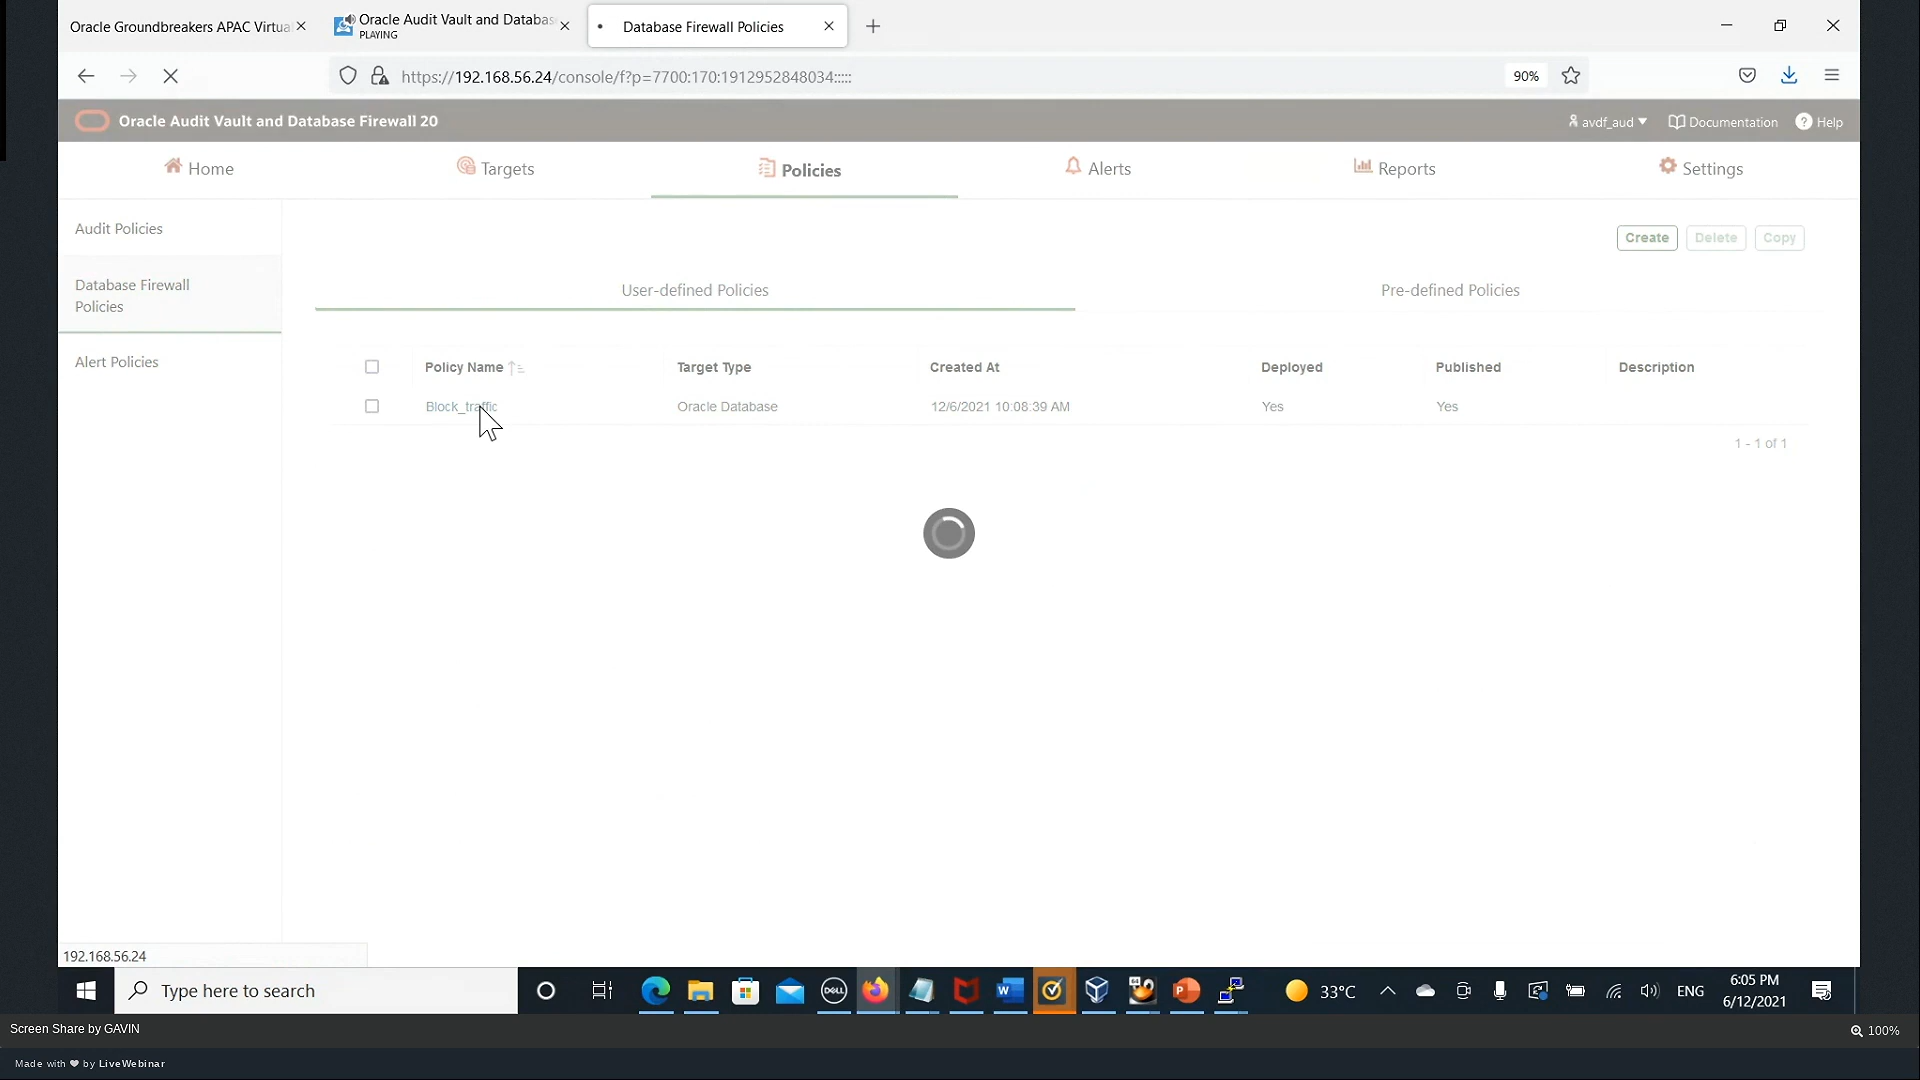 Oracle Groundbreakers APAC Virtua
Oracle Audit Vault and Databas
PLAYING
Database Firewall Policies
https://192.168.56.24/console/f?p=7700:170:1912952848034:::::
90%
Oracle Audit Vault and Database Firewall 20
avdf_aud
Documentation
Help
Home
Targets
Policies
Alerts
Reports
Settings
Audit Policies
Database Firewall
Policies
Alert Policies
Create
Delete
Copy
User-defined Policies
Pre-defined Policies
Policy Name
Target Type
Created At
Deployed
Published
Description
Block_traffic
Oracle Database
12/6/2021 10:08:39 AM
Yes
Yes
1 - 1 of 1
192.168.56.24
Type here to search
DELL
33°C
ENG
6:05 PM
6/12/2021
Screen Share by GAVIN
100%
Made with ❤ by LiveWebinar